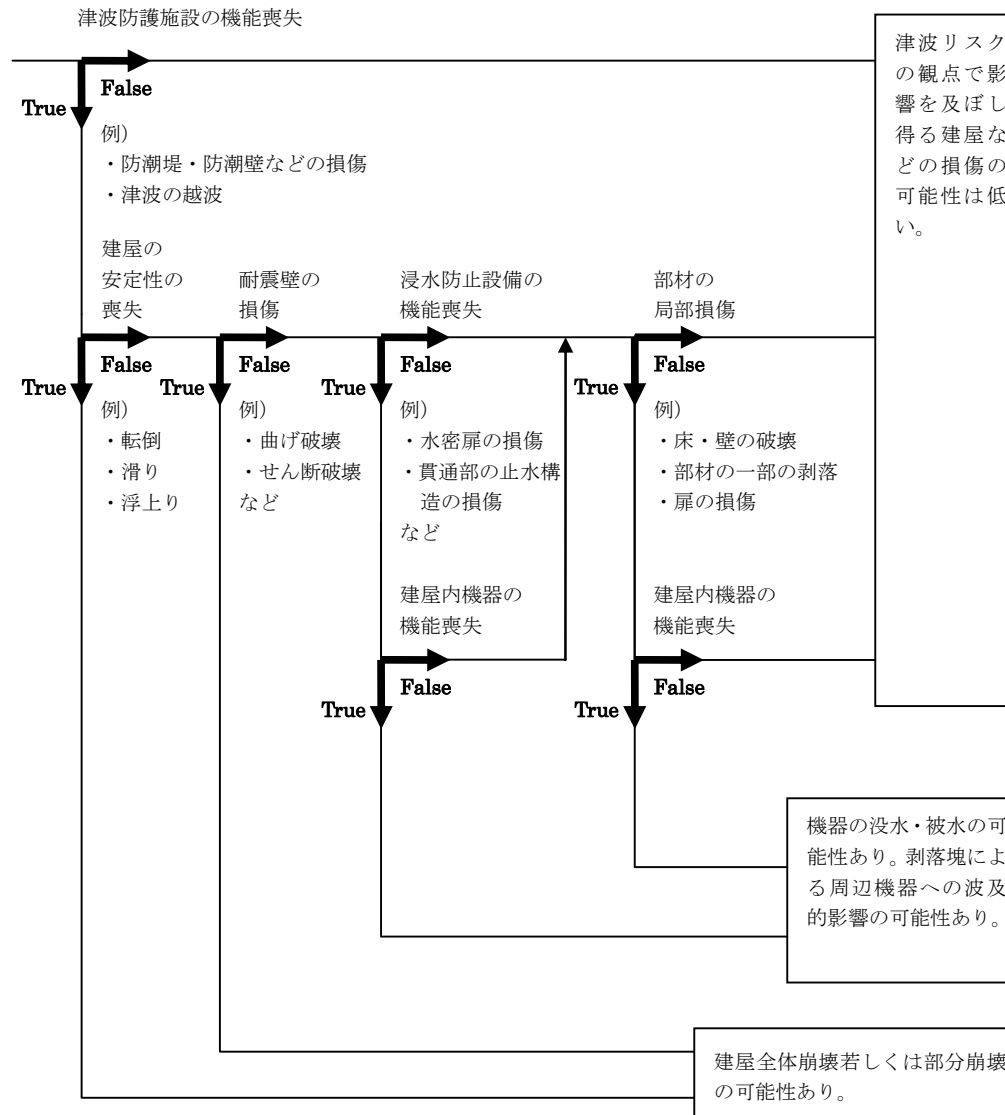 津波防護施設の機能喪失
False
True
例）
・防潮堤・防潮壁などの損傷
・津波の越波
津波リスク
の観点で影
響を及ぼし
得る建屋な
どの損傷の
可能性は低
い。
建屋の
安定性の
喪失
False
True
例）
・転倒
・滑り
・浮上り
耐震壁の
損傷
False
True
例）
・曲げ破壊
・せん断破壊
など
浸水防止設備の
機能喪失
False
True
例）
・水密扉の損傷
・貫通部の止水構
造の損傷
など
建屋内機器の
機能喪失
False
True
部材の
局部損傷
False
True
例）
・床・壁の破壊
・部材の一部の剥落
・扉の損傷
建屋内機器の
機能喪失
False
True
機器の没水・被水の可
能性あり。剥落塊によ
る周辺機器への波及
的影響の可能性あり。
建屋全体崩壊若しくは部分崩壊
の可能性あり。